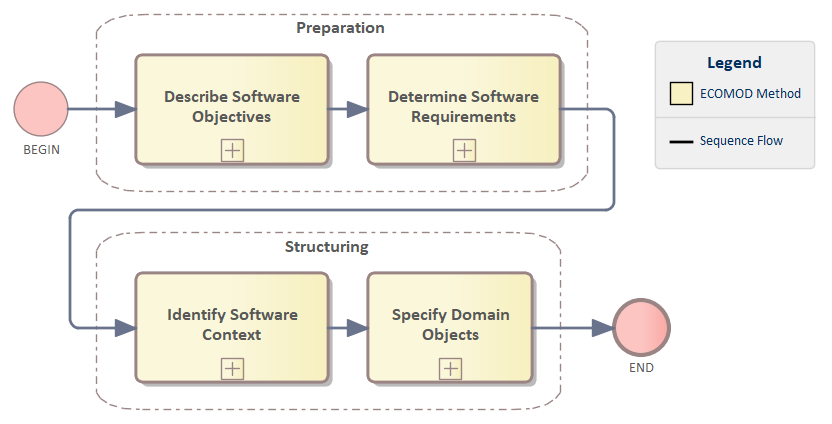 Preparation
Describe Software
Objectives
Determine Software
Requirements
BEGIN
Legend
ECOMOD Method
Sequence Flow
Structuring
Identify Software
Context
Specify Domain
Objects
END